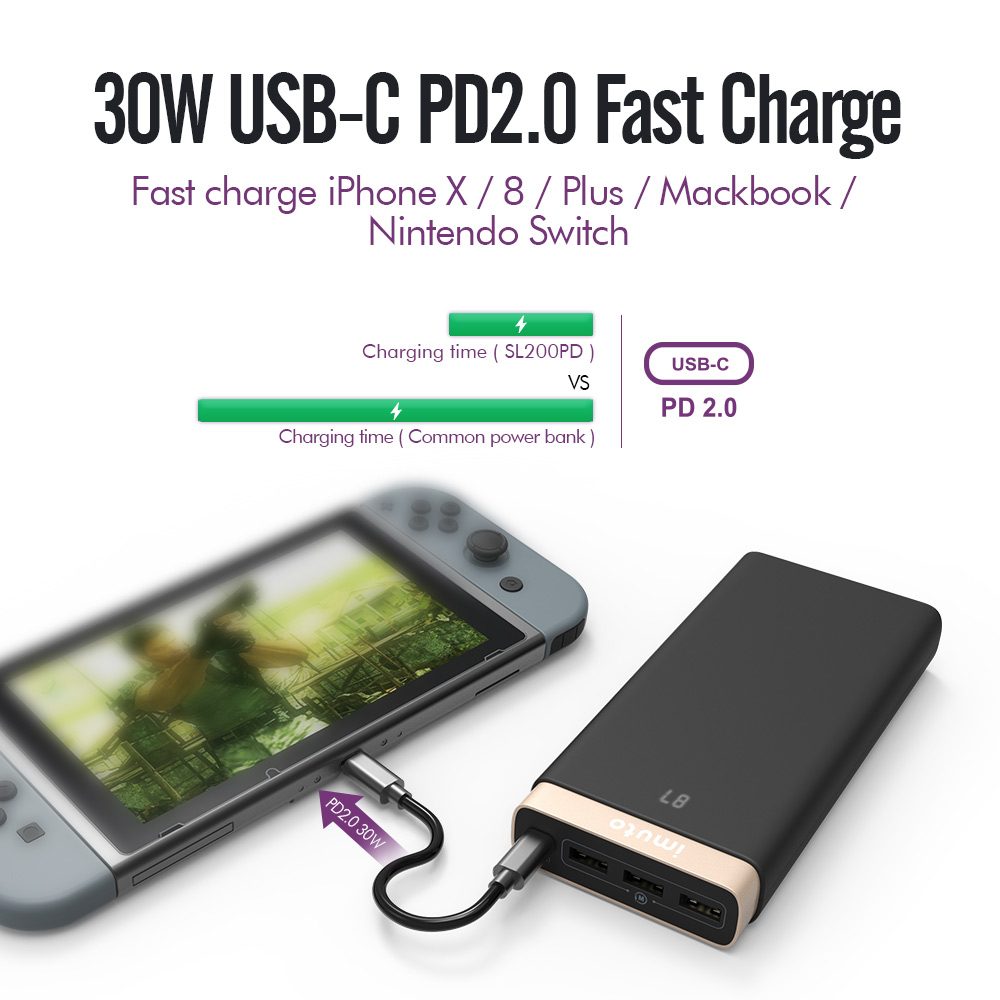 30W USB-C PD2.0 Fast Charge
Fast charge iPhone X / 8 / Plus / Mackbook /
Nintendo Switch
Charging time ( SL200PD )
VS
Charging time ( Common power bank )
USB-C
PD 2.0
PD2.0 30W
87
imuto
M